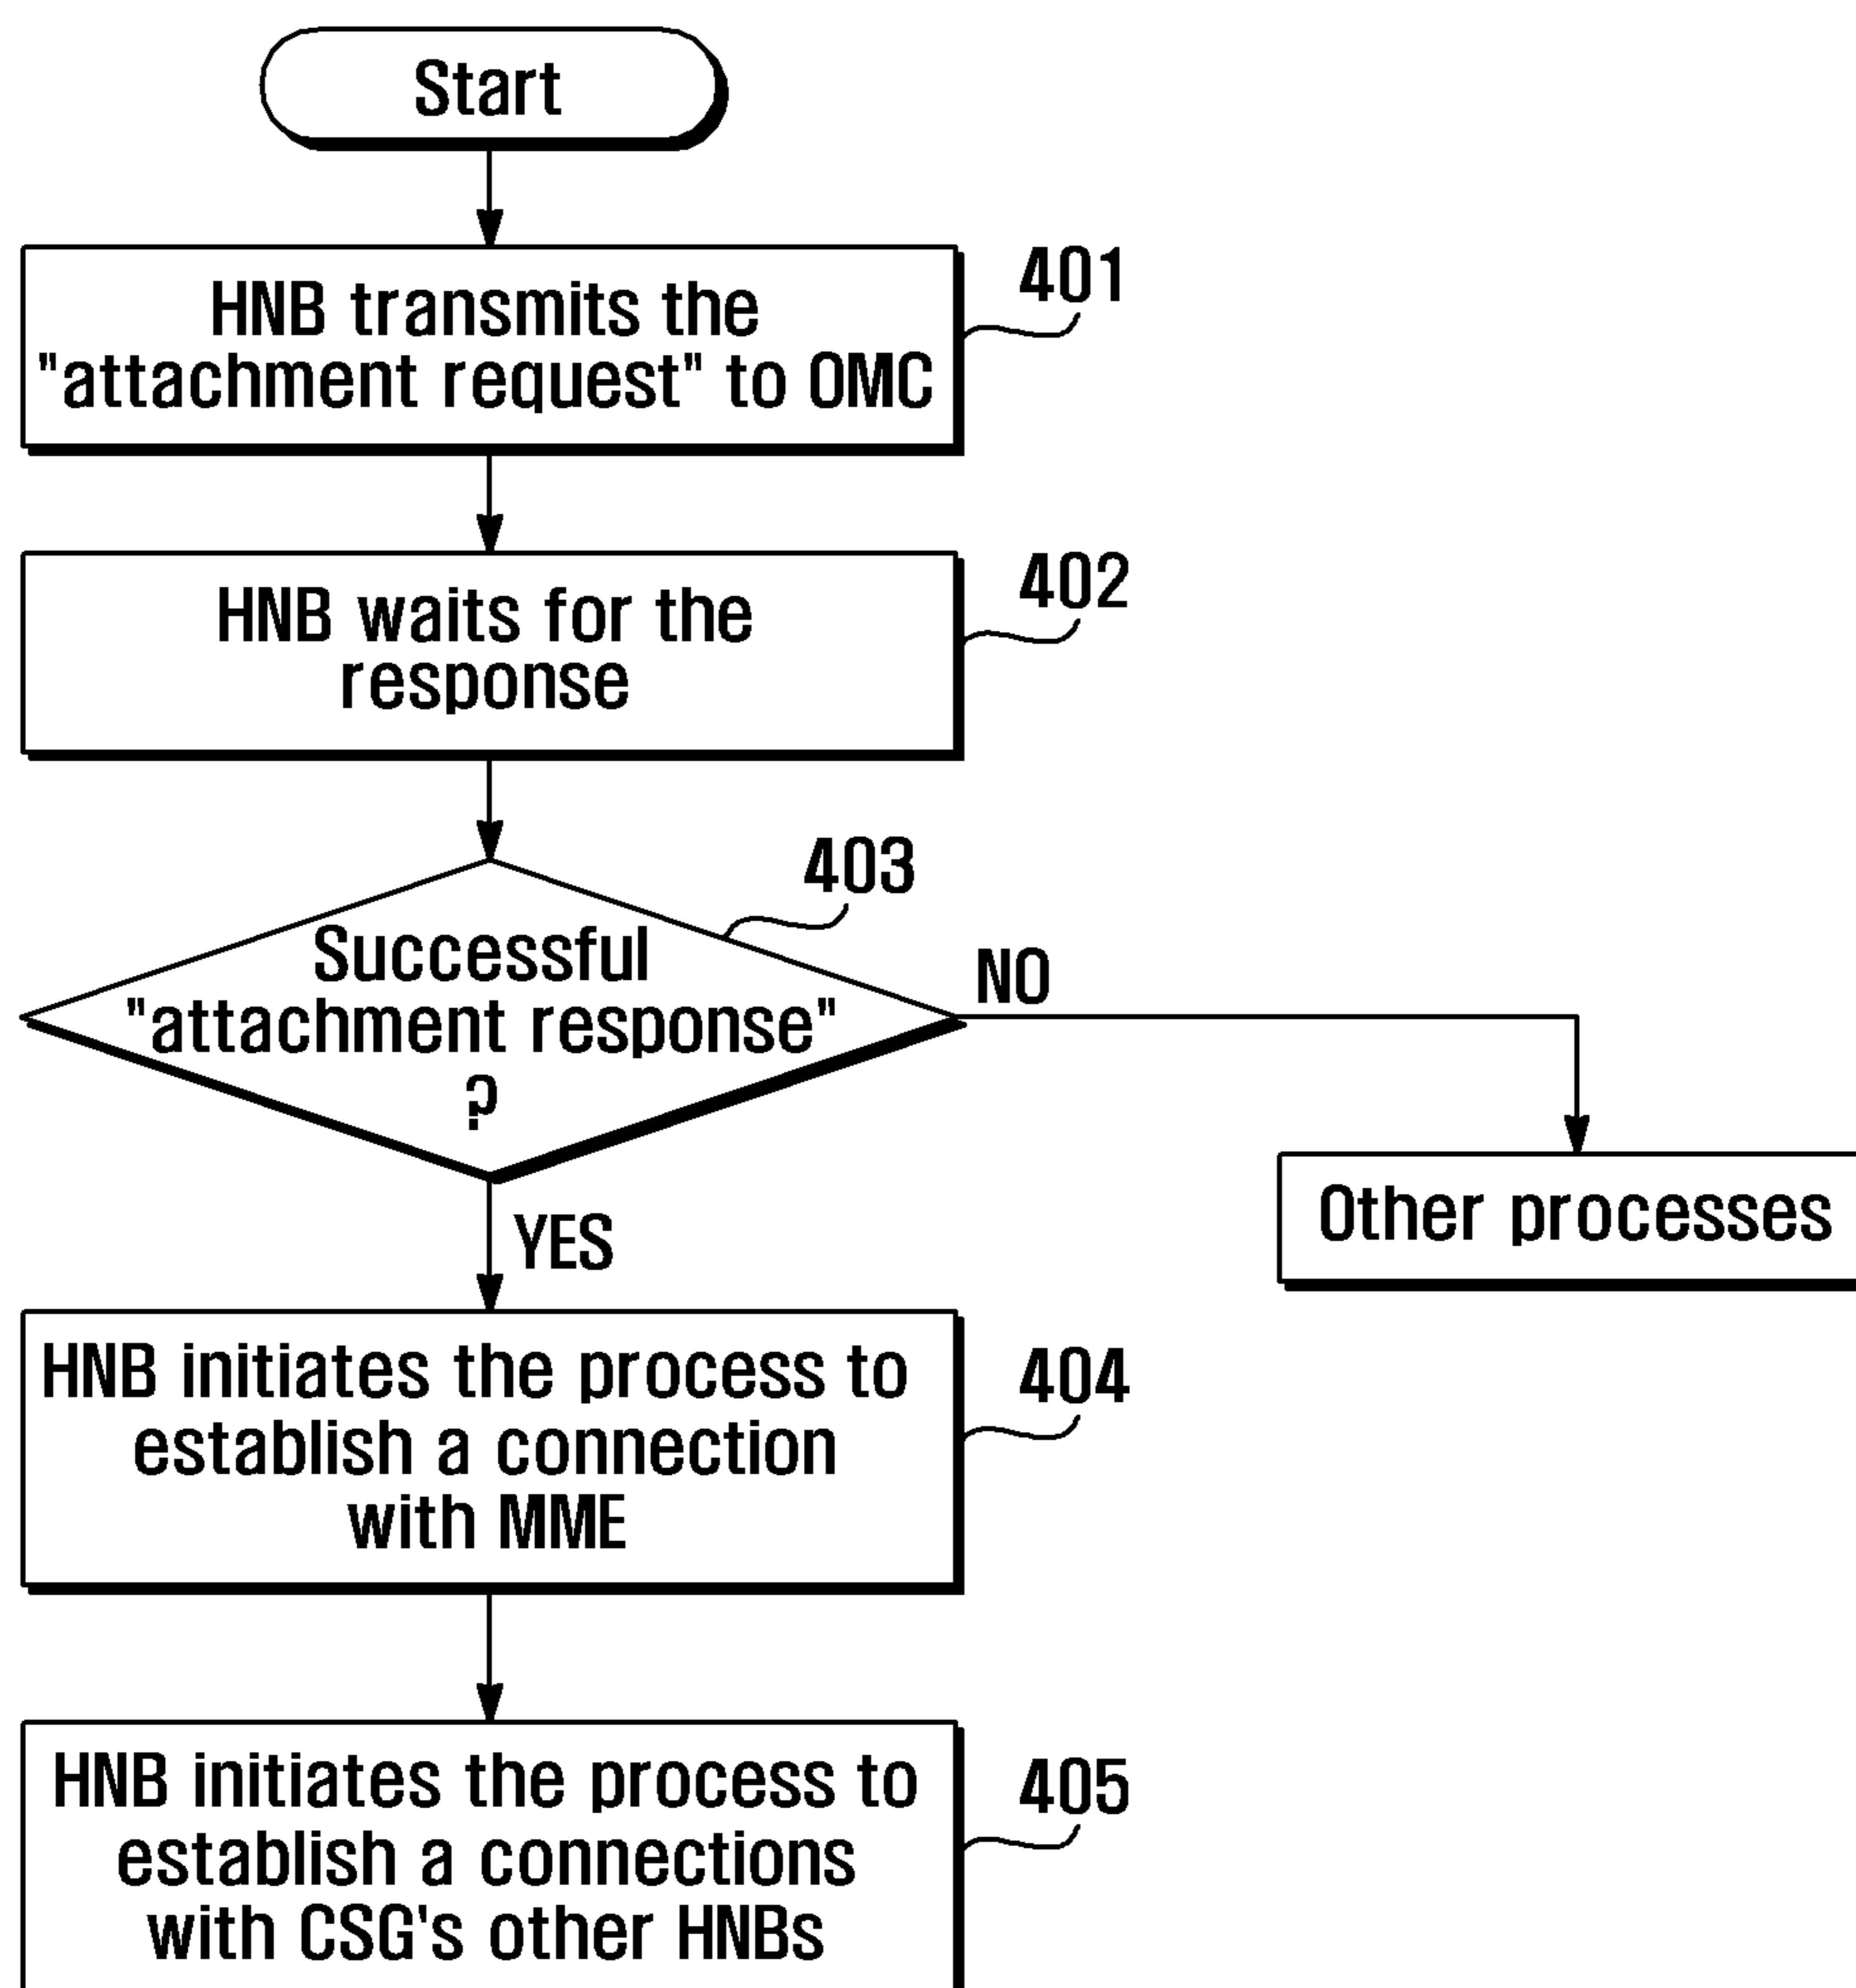 Start
HNB transmits the
"attachment request" to OMC
401
HNB waits for the
response
402
403
Successful
"attachment response"
?
NO
Other processes
YES
HNB initiates the process to
establish a connection
with MME
404
HNB initiates the process to
establish a connections
with CSG's other HNBs
405